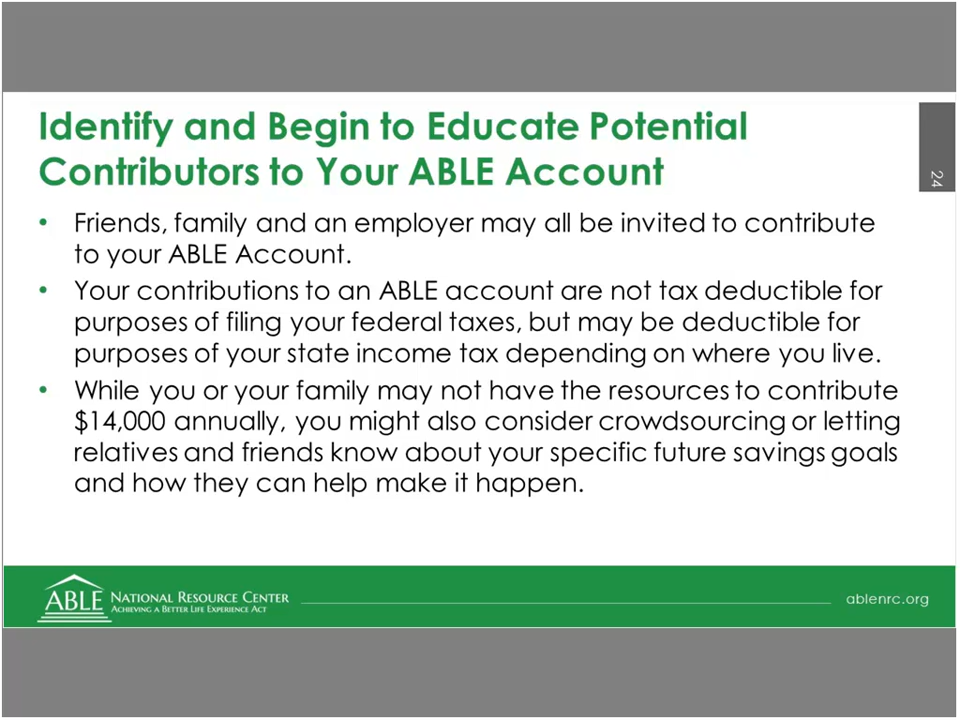 Identify and Begin to Educate Potential
Contributors to Your ABLE Account
24
• Friends, family and an employer may all be invited to contribute
to your ABLE Account.
• Your contributions to an ABLE account are not tax deductible for
purposes of filing your federal taxes, but may be deductible for
purposes of your state income tax depending on where you live.
• While you or your family may not have the resources to contribute
$14,000 annually, you might also consider crowdsourcing or letting
relatives and friends know about your specific future savings goals
and how they can help make it happen.
ABLE NATIONAL RESOURCE CENTER
ACHIEVING A BETTER LIFE EXPERIENCE ACT
ablenrc.org